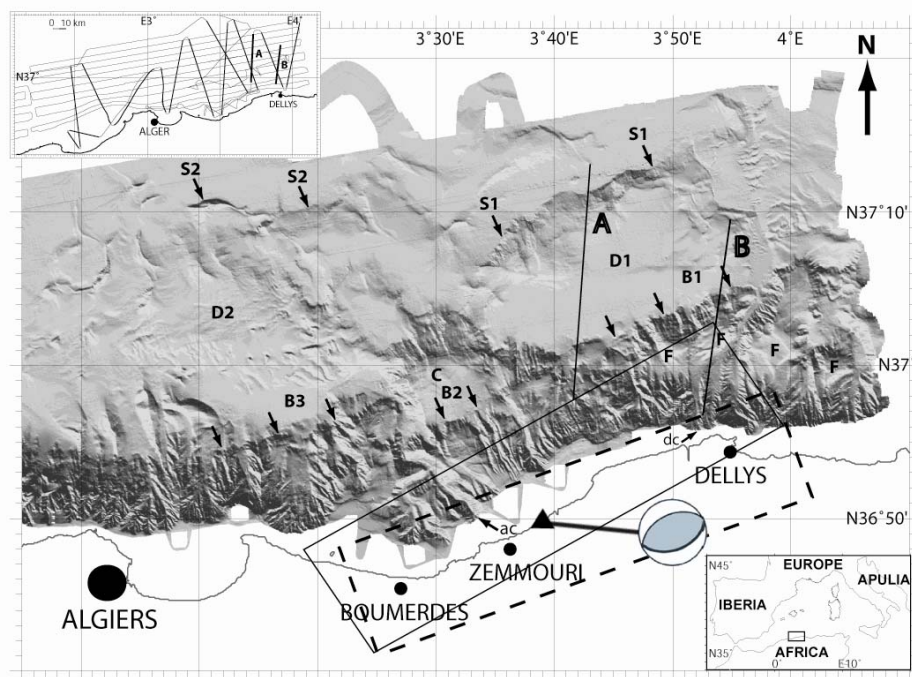 0 10 km
E3°
E4°
N37°
A
B
DELLYS
ALGER
3°30'E
3°40'E
3°50'E
4°E
N
S2
S2
S1
S1
N37°10
A
B
D1
B1
D2
F
F
F
F
N37°
C
B2
B3
dc
DELLYS
ac
N36°50'
ZEMMOURI
BOUMERDES
ALGIERS
N45°
EUROPE
APULIA
IBERIA
N35°
AFRICA
0°
E10°